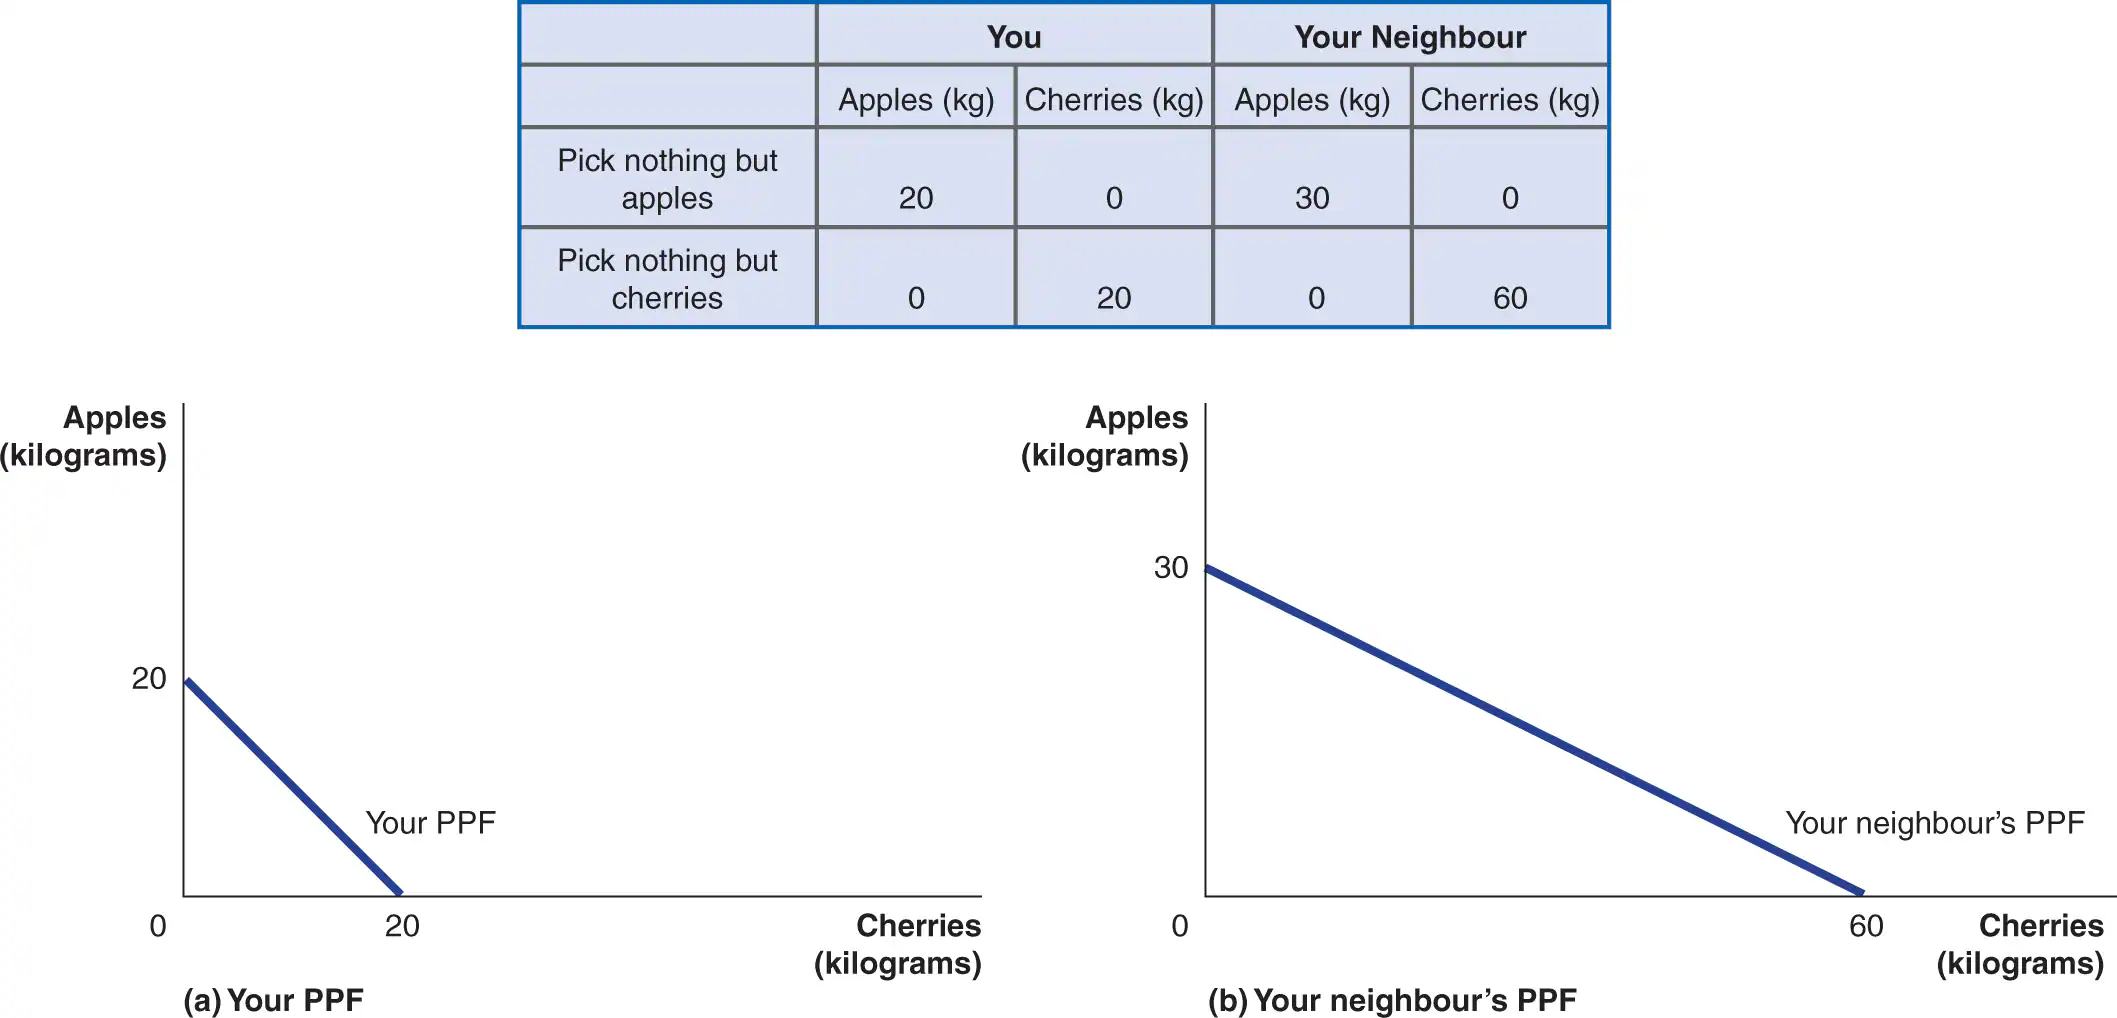 You Your Neighbour
Apples (kg) Cherries (kg) Apples (kg) Cherries (kg)
Pick nothing but
apples 20 0 30 0
Pick nothing but
cherries 0 20 0 60
Apples
(kilograms)
20
Your PPF
0 20 Cherries
(kilograms)
(a) Your PPF
Apples
(kilograms)
30
Your neighbour’s PPF
0 60 Cherries
(kilograms)
(b) Your neighbour’s PPF